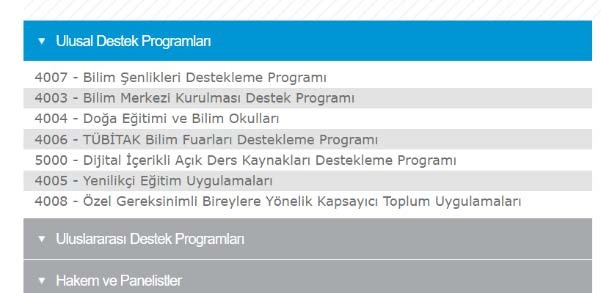 Ulusal Destek Programları
4007 - Bilim Şenlikleri Destekleme Programı
4003 - Bilim Merkezi Kurulması Destek Programı
4004 - Doğa Eğitimi ve Bilim Okulları
4006 - TÜBİTAK Bilim Fuarları Destekleme Programı
5000 - Dijital İçerikli Açık Ders Kaynakları Destekleme Programı
4005 - Yenilikçi Eğitim Uygulamaları
4008 - Özel Gereksinimli Bireylere Yönelik Kapsayıcı Toplum Uygulamaları
Uluslararası Destek Programları
Hakem ve Panelistler